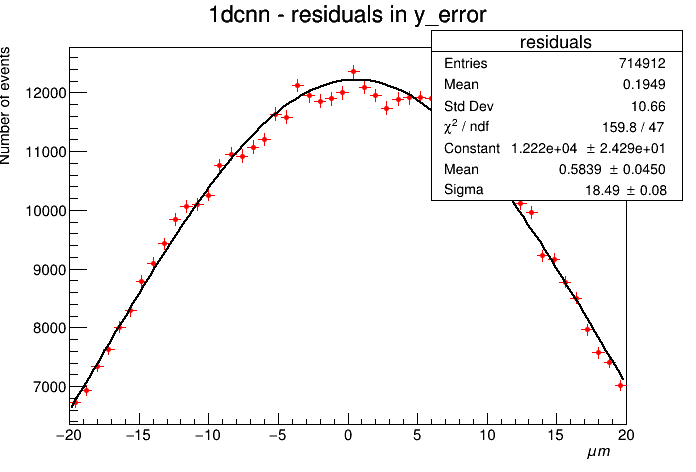 1dcnn - residuals in y_error
residuals
Entries 714912
Mean 0.1949
Std Dev 10.66
χ² / ndf 159.8 / 47
Constant 1.222e+04 ± 2.429e+01
Mean 0.5839 ± 0.0450
Sigma 18.49 ± 0.08
Number of events
12000
11000
10000
9000
8000
7000
−20 −15 −10 −5 0 5 10 15 20
μm